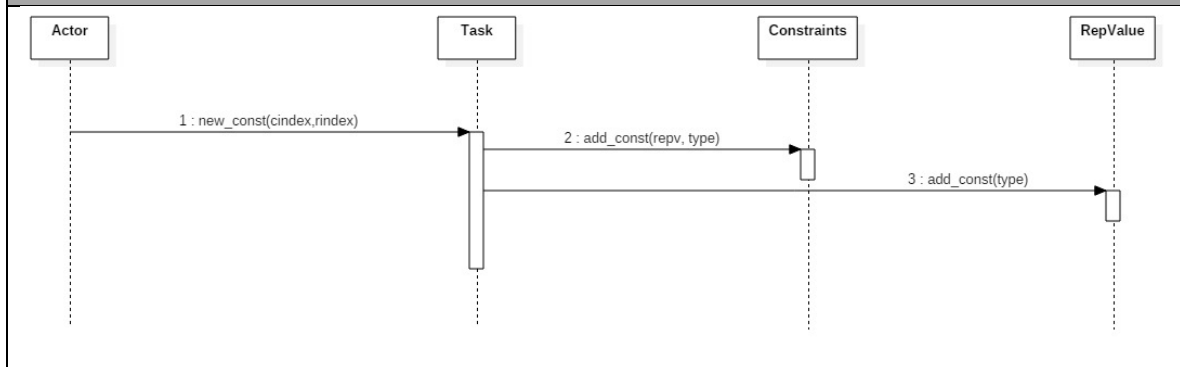 Actor
Task
Constraints
RepValue
1 : new_const(cindex,rindex)
2 : add_const(repv, type)
3 : add_const(type)